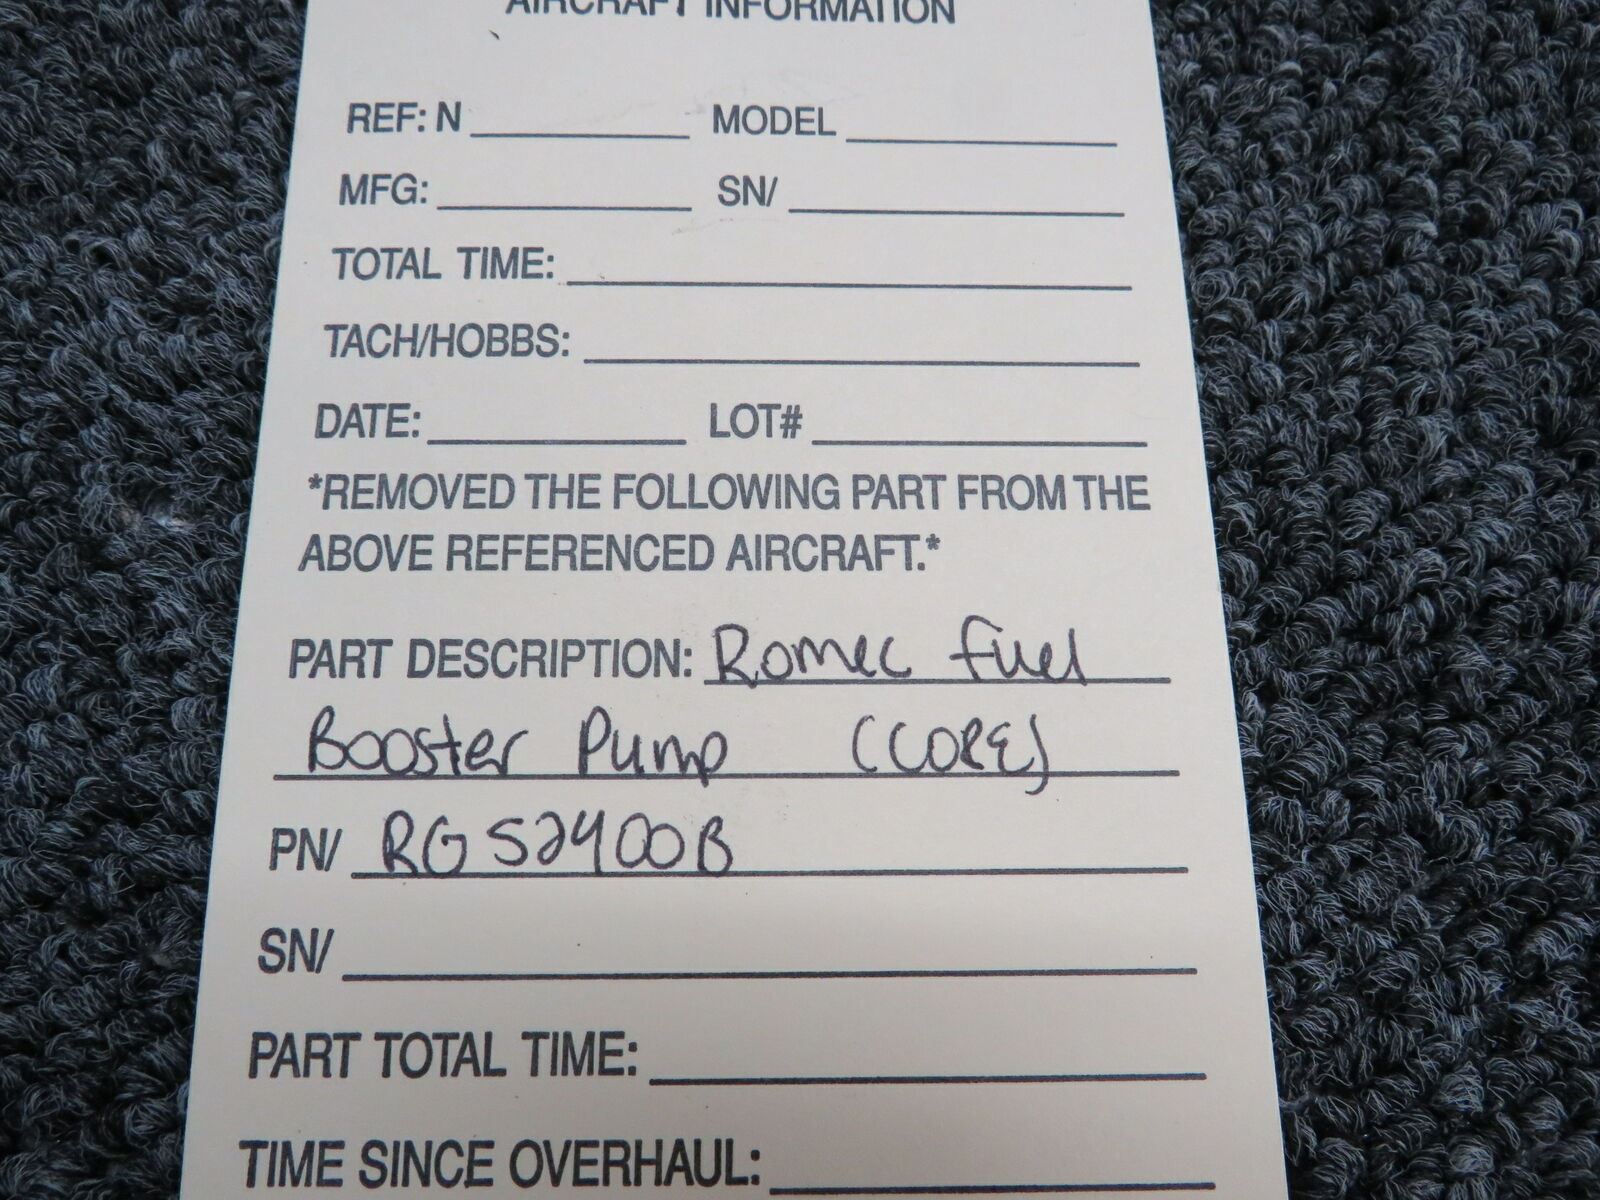 AIRCRAFT INFORMATION
REF: N MODEL
MFG: SN/
TOTAL TIME:
TACH/HOBBS:
DATE: LOT#
*REMOVED THE FOLLOWING PART FROM THE
ABOVE REFERENCED AIRCRAFT.*
PART DESCRIPTION: Romec fuel
Booster Pump (CORE)
PN/ RG52400B
SN/
PART TOTAL TIME:
TIME SINCE OVERHAUL: